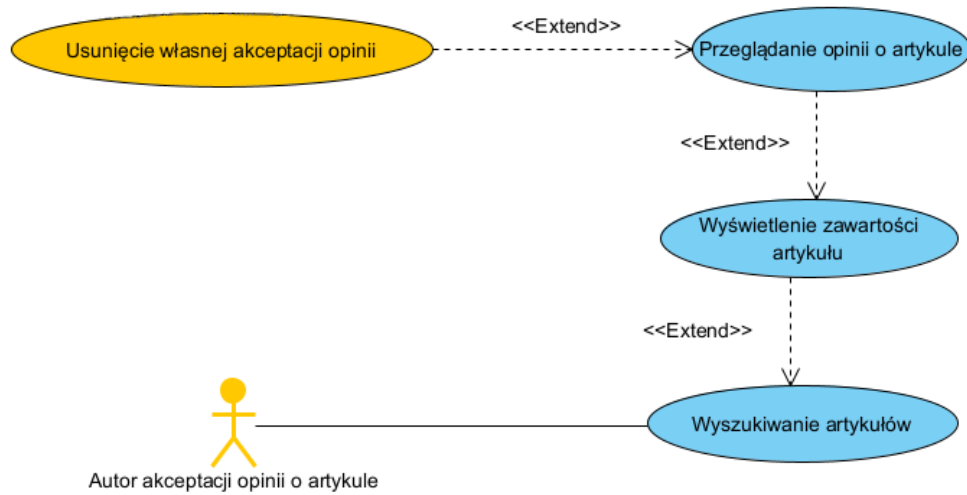 <<Extend>>
Usunięcie własnej akceptacji opinii
Przeglądanie opinii o artykule
<<Extend>>
Wyświetlenie zawartości
artykułu
<<Extend>>
Wyszukiwanie artykułów
Autor akceptacji opinii o artykule